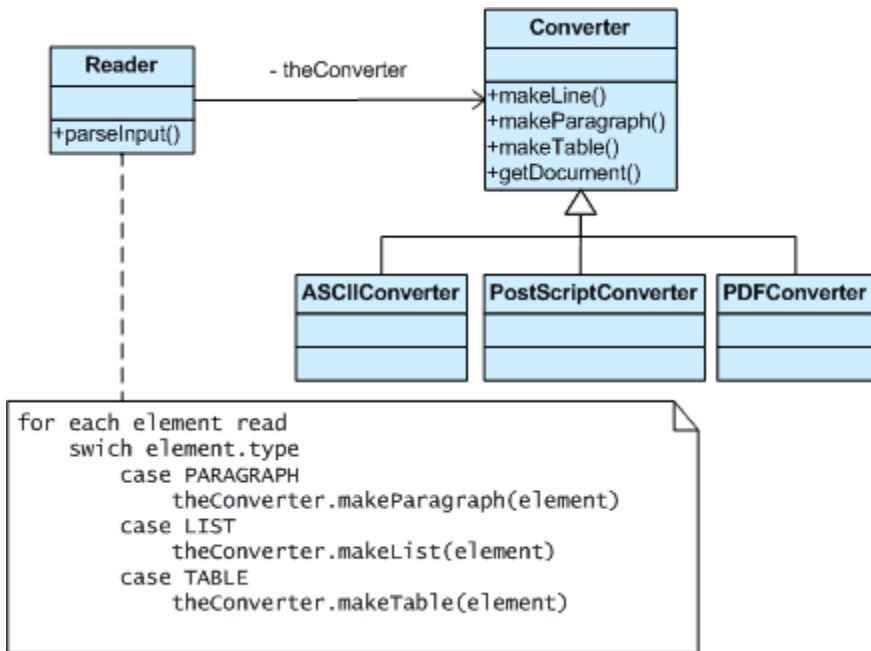 Reader
+parseInput()
- theConverter
Converter
+makeLine()
+makeParagraph()
+makeTable()
+getDocument()
ASCIIConverter
PostScriptConverter
PDFConverter
for each element read
    swich element.type
        case PARAGRAPH
            theConverter.makeParagraph(element)
        case LIST
            theConverter.makeList(element)
        case TABLE
            theConverter.makeTable(element)